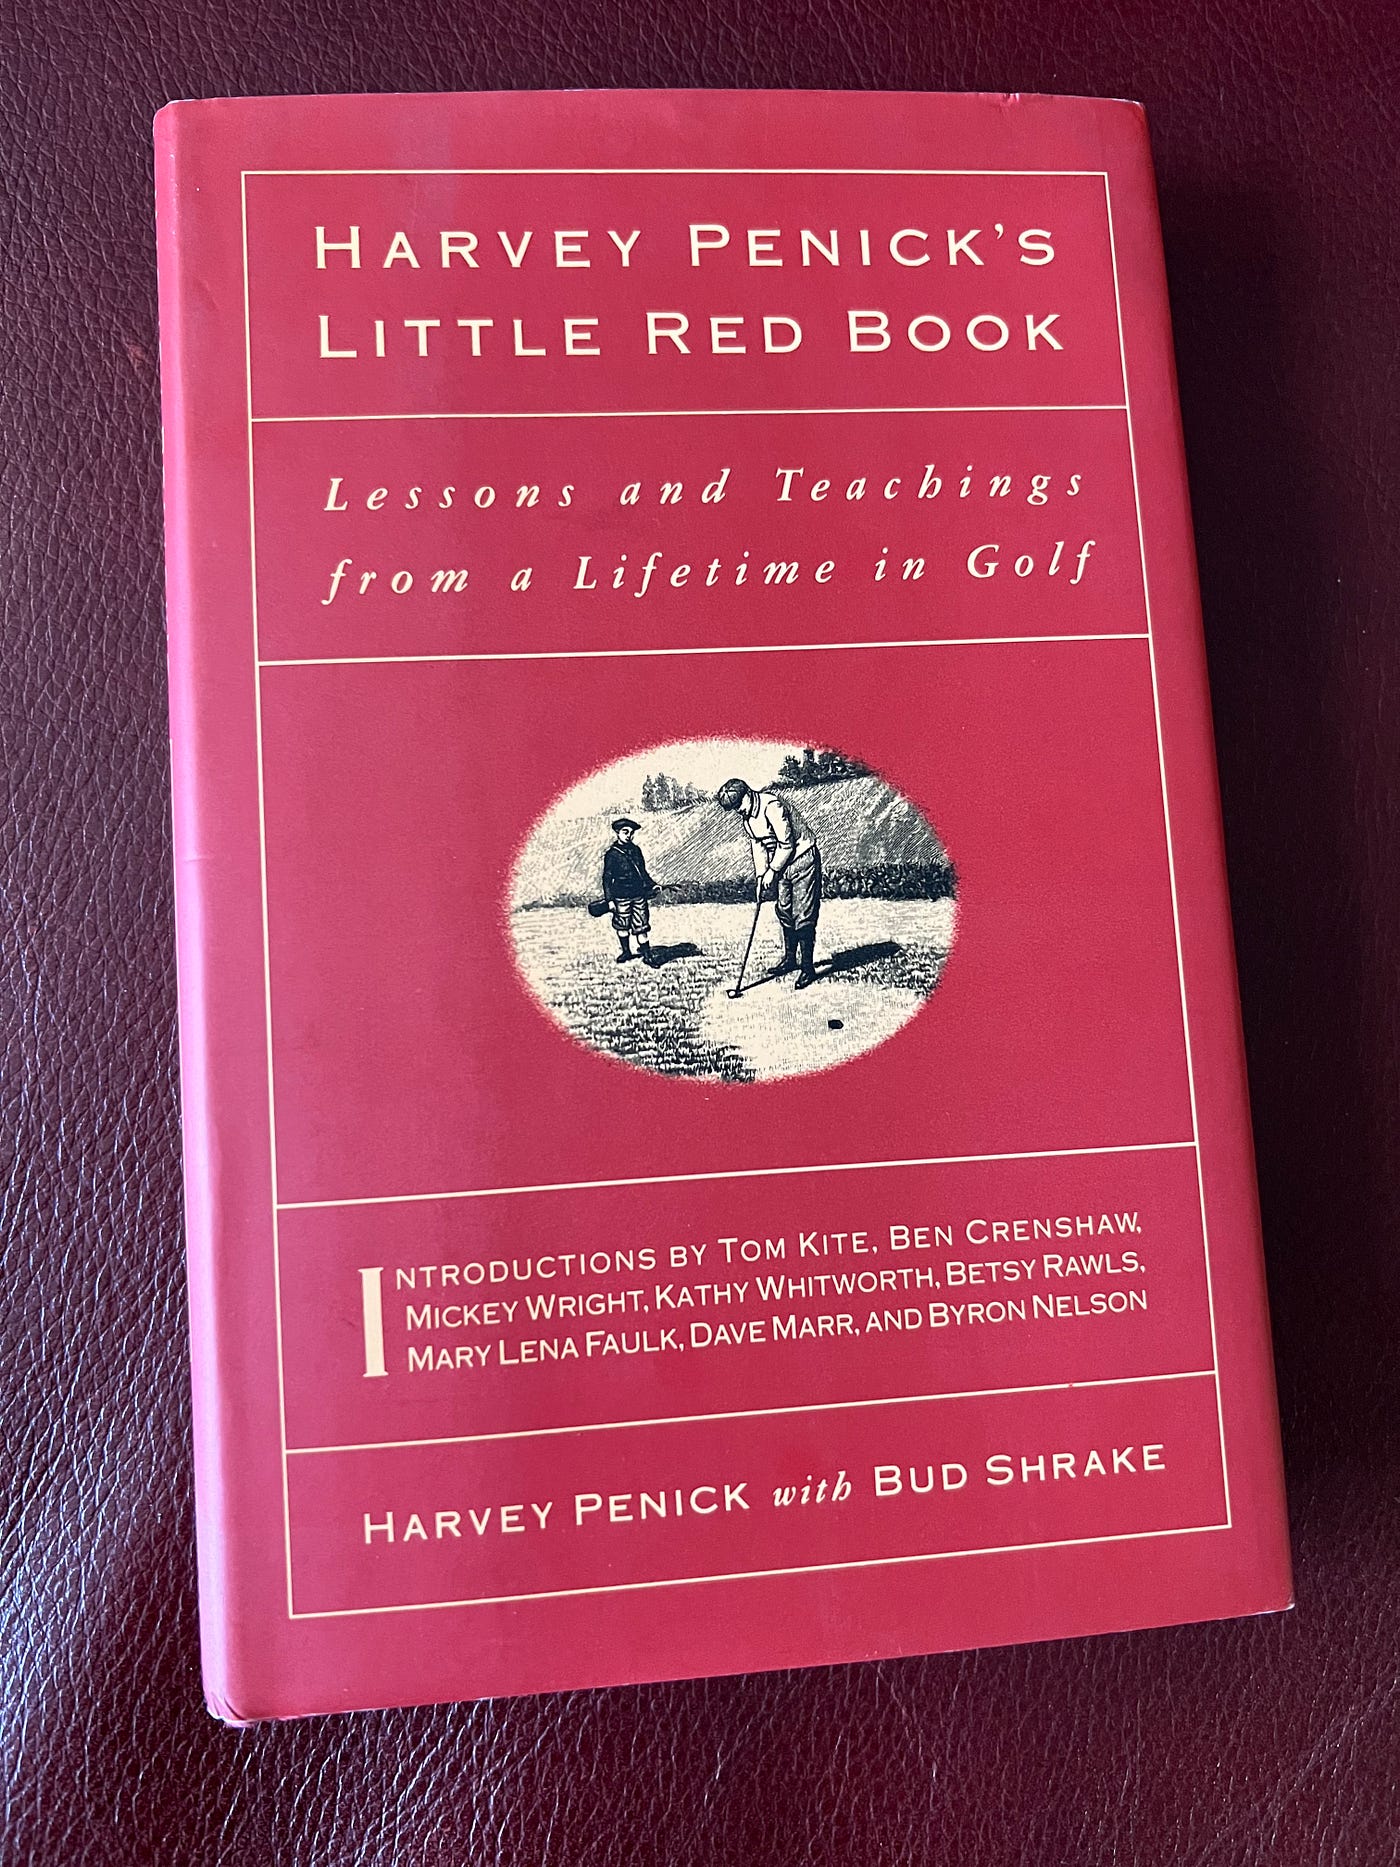 HARVEY PENICK'S
LITTLE RED BOOK
Lessons and Teachings
from a Lifetime in Golf
INTRODUCTIONS BY TOM KITE, BEN CRENSHAW,
MICKEY WRIGHT, KATHY WHITWORTH, BETSY RAWLS,
MARY LENA FAULK, DAVE MARR, AND BYRON NELSON
HARVEY PENICK with BUD SHRAKE